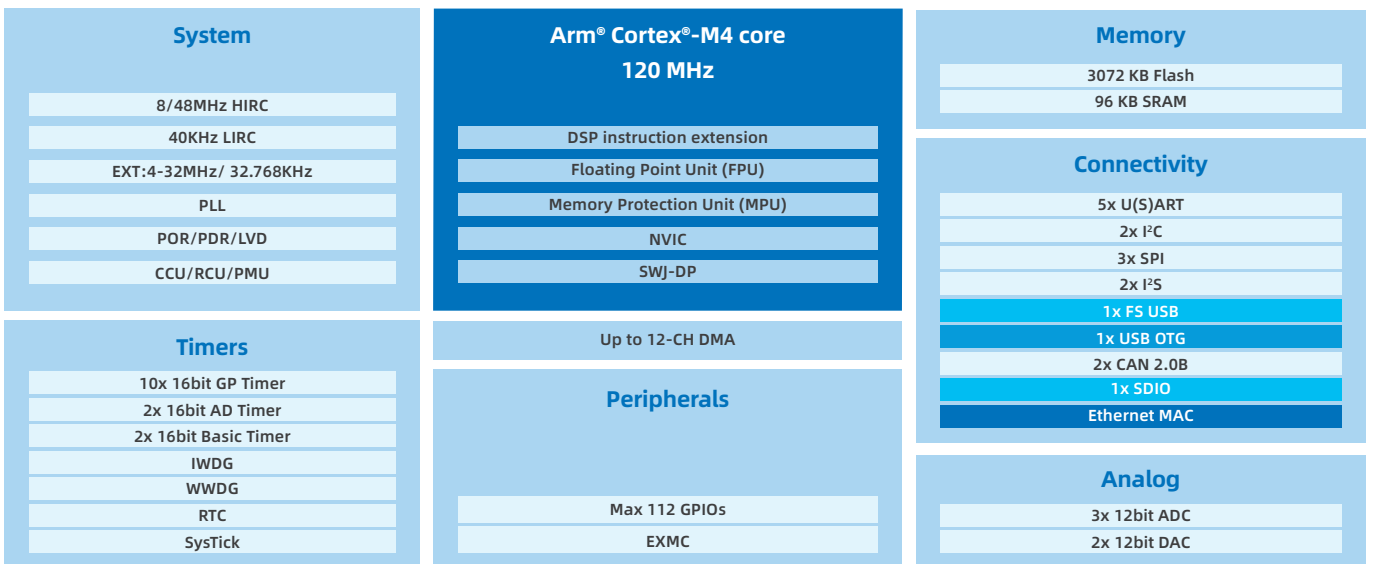 System
8/48MHz HIRC
40KHz LIRC
EXT:4-32MHz/ 32.768KHz
PLL
POR/PDR/LVD
CCU/RCU/PMU
Arm® Cortex®-M4 core
120 MHz
DSP instruction extension
Floating Point Unit (FPU)
Memory Protection Unit (MPU)
NVIC
SWJ-DP
Memory
3072 KB Flash
96 KB SRAM
Connectivity
5x U(S)ART
2x I²C
3x SPI
2x I²S
1x FS USB
1x USB OTG
2x CAN 2.0B
1x SDIO
Ethernet MAC
Timers
10x 16bit GP Timer
2x 16bit AD Timer
2x 16bit Basic Timer
IWDG
WWDG
RTC
SysTick
Up to 12-CH DMA
Peripherals
Max 112 GPIOs
EXMC
Analog
3x 12bit ADC
2x 12bit DAC